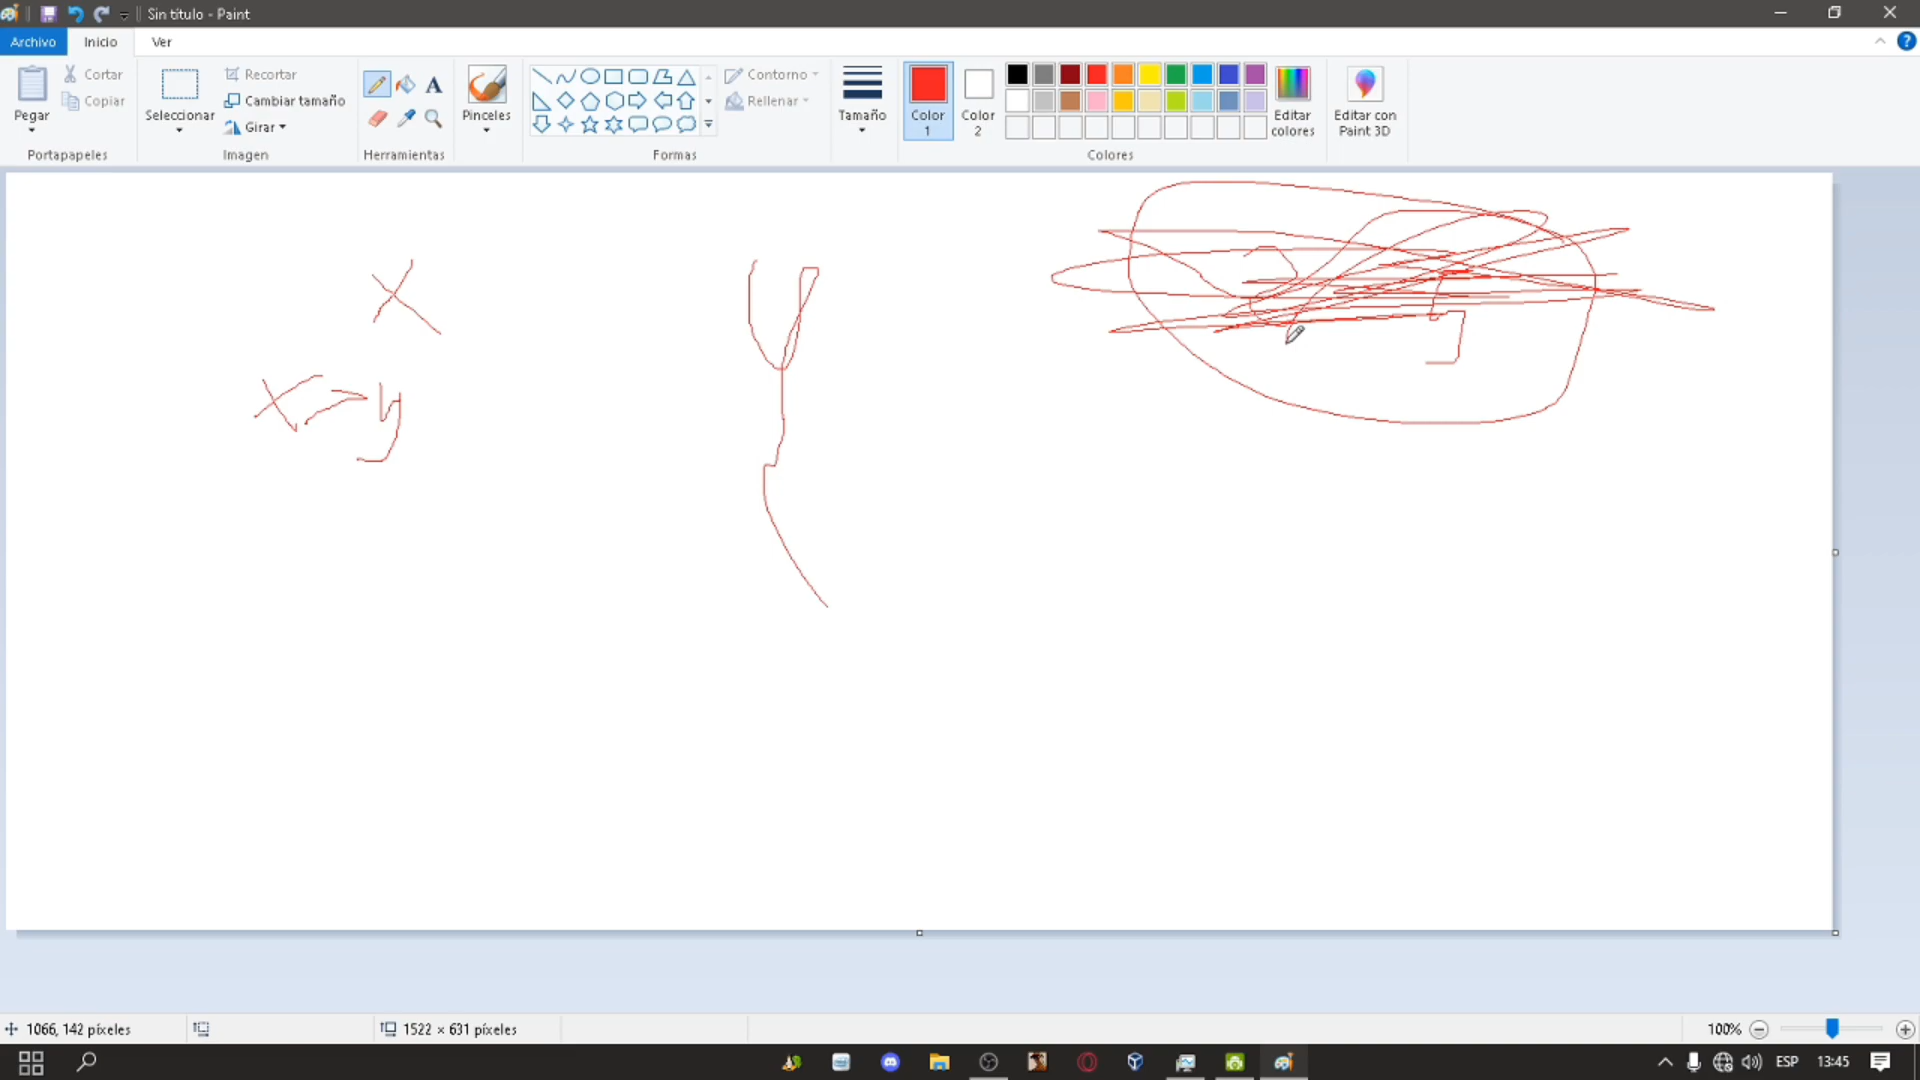 Sin título - Paint
Archivo Inicio Ver
Pegar
Cortar
Copiar
Portapapeles
Seleccionar
Recortar
Cambiar tamaño
Girar
Imagen
A
Herramientas
Pinceles
Contorno
Rellenar
Formas
Tamaño
Color
1
Color
2
Editar
colores
Colores
Editar con
Paint 3D
x
y
x>y
1066, 142 píxeles
1522 × 631 píxeles
100%
ESP
13:45